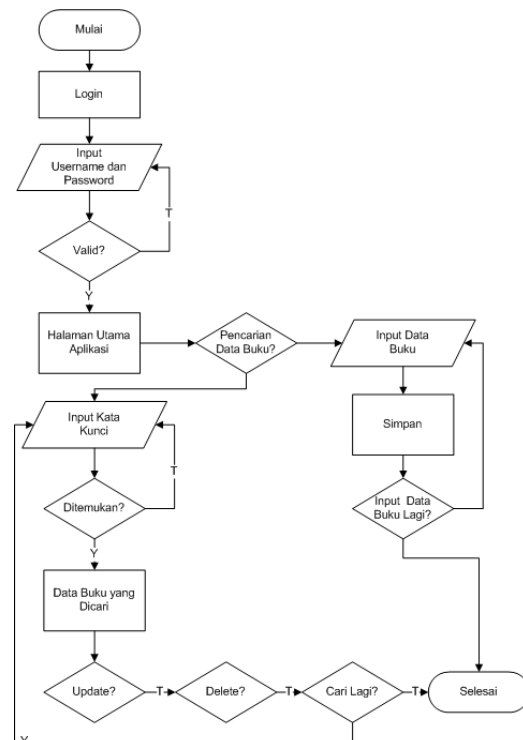 Mulai
Login
Input
Username dan
Password
T
Valid?
Y
Halaman Utama
Aplikasi
Pencarian
Data Buku?
Input Data
Buku
Input Kata
Kunci
Simpan
T
Ditemukan?
Input Data
Buku Lagi?
Y
Data Buku yang
Dicari
Update?
T
Delete?
T
Cari Lagi?
T
Selesai
Y